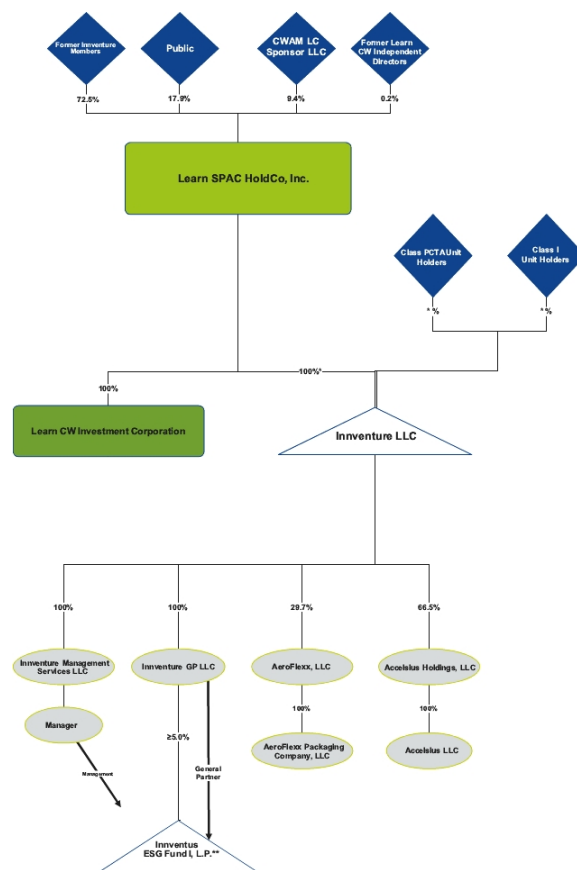 Former Innventure
Members
Public
CWAM LC
Sponsor LLC
Former Learn
CW Independent
Directors
72.5%
17.9%
9.4%
0.2%
Learn SPAC HoldCo, Inc.
Class PCTA Unit
Holders
Class I
Unit Holders
* %
* %
100%*
100%
Learn CW Investment Corporation
Innventure LLC
100%
100%
29.7%
66.5%
Innventure Management
Services LLC
Innventure GP LLC
AeroFlexx, LLC
Accelsius Holdings, LLC
Manager
≥5.0%
100%
100%
AeroFlexx Packaging
Company, LLC
Accelsius LLC
Management
General
Partner
Innventus
ESG Fund I, L.P.**